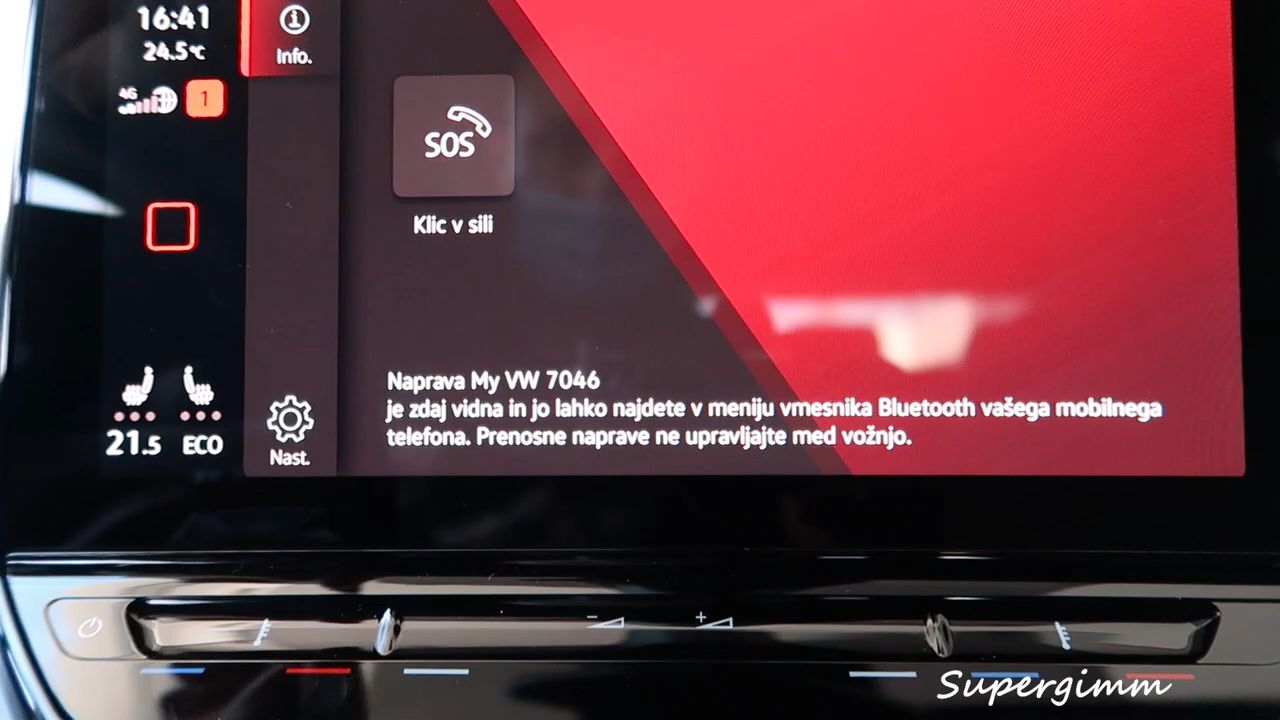 16:41
24.5°C
4G
1
Info.
SOS
Klic v sili
Naprava My VW 7046
je zdaj vidna in jo lahko najdete v meniju vmesnika Bluetooth vašega mobilnega
telefona. Prenosne naprave ne upravljajte med vožnjo.
21.5 ECO
Nast.
Supergimm